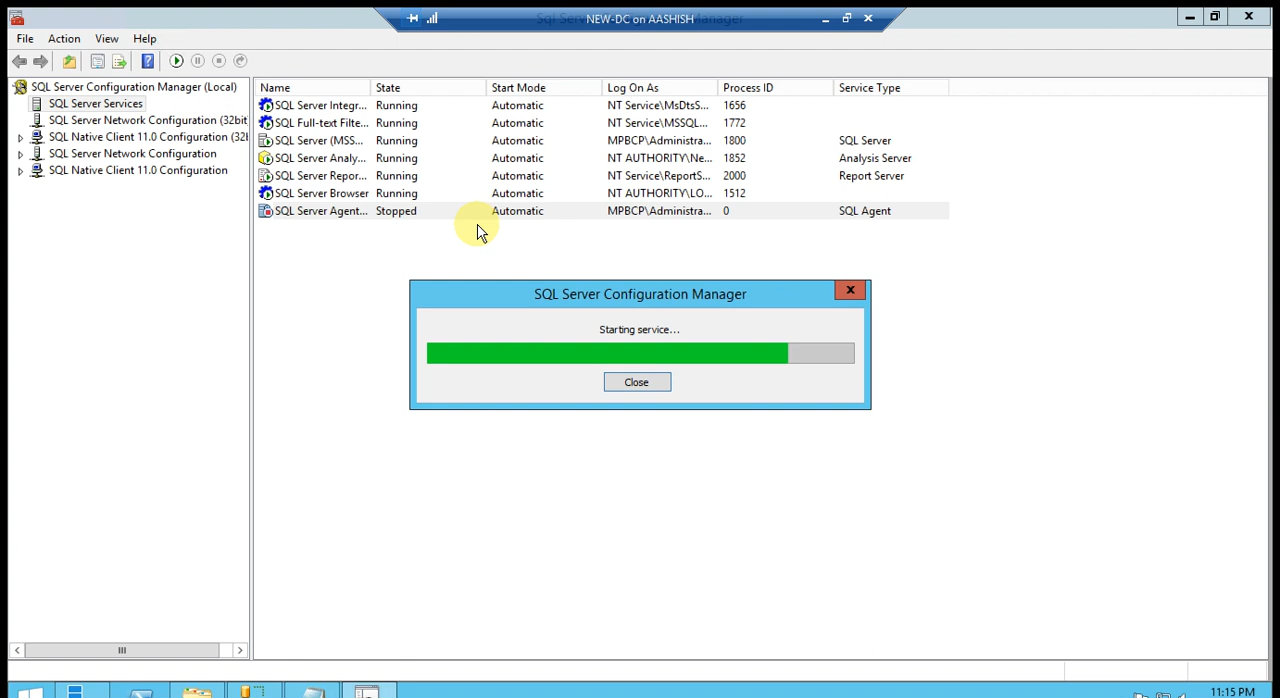 NEW-DC on AASHISH
File Action View Help
SQL Server Configuration Manager (Local)
SQL Server Services
SQL Server Network Configuration (32bit
SQL Native Client 11.0 Configuration (32b
SQL Server Network Configuration
SQL Native Client 11.0 Configuration
Name State Start Mode Log On As Process ID Service Type
SQL Server Integr... Running Automatic NT Service\MsDtsS... 1656
SQL Full-text Filte... Running Automatic NT Service\MSSQL... 1772
SQL Server (MSS... Running Automatic MPBCP\Administra... 1800 SQL Server
SQL Server Analy... Running Automatic NT AUTHORITY\Ne... 1852 Analysis Server
SQL Server Repor... Running Automatic NT Service\ReportS... 2000 Report Server
SQL Server Browser Running Automatic NT AUTHORITY\LO... 1512
SQL Server Agent... Stopped Automatic MPBCP\Administra... 0 SQL Agent
SQL Server Configuration Manager
Starting service...
Close
11:15 PM